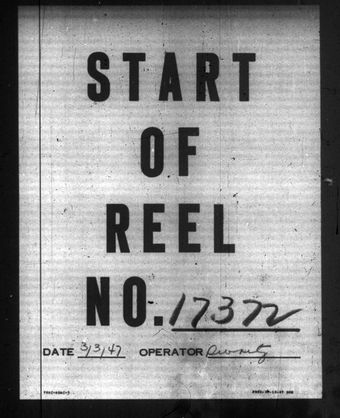 START
OF
REEL
NO. 17372
DATE 3/3/47 OPERATOR